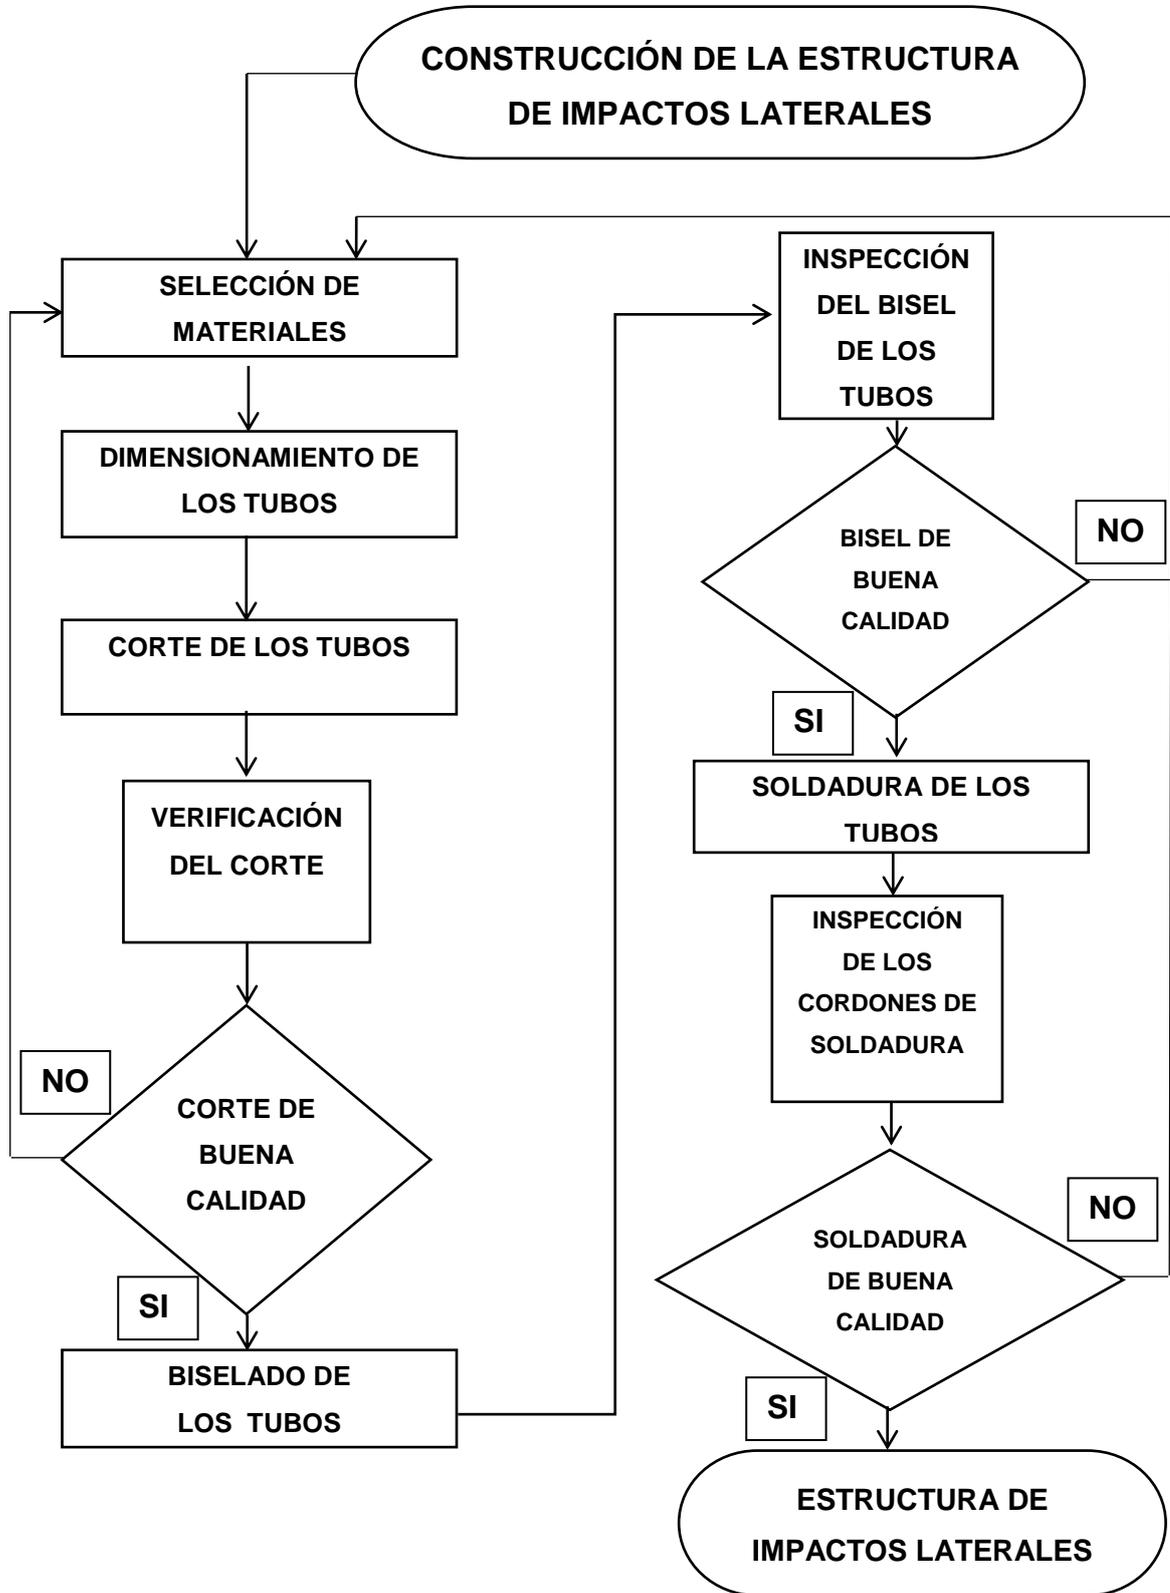 CONSTRUCCIÓN DE LA ESTRUCTURA
DE IMPACTOS LATERALES
SELECCIÓN DE
MATERIALES
DIMENSIONAMIENTO DE
LOS TUBOS
CORTE DE LOS TUBOS
VERIFICACIÓN
DEL CORTE
NO
CORTE DE
BUENA
CALIDAD
SI
BISELADO DE
LOS TUBOS
INSPECCIÓN
DEL BISEL
DE LOS
TUBOS
NO
BISEL DE
BUENA
CALIDAD
SI
SOLDADURA DE LOS
TUBOS
INSPECCIÓN
DE LOS
CORDONES DE
SOLDADURA
NO
SOLDADURA
DE BUENA
CALIDAD
SI
ESTRUCTURA DE
IMPACTOS LATERALES